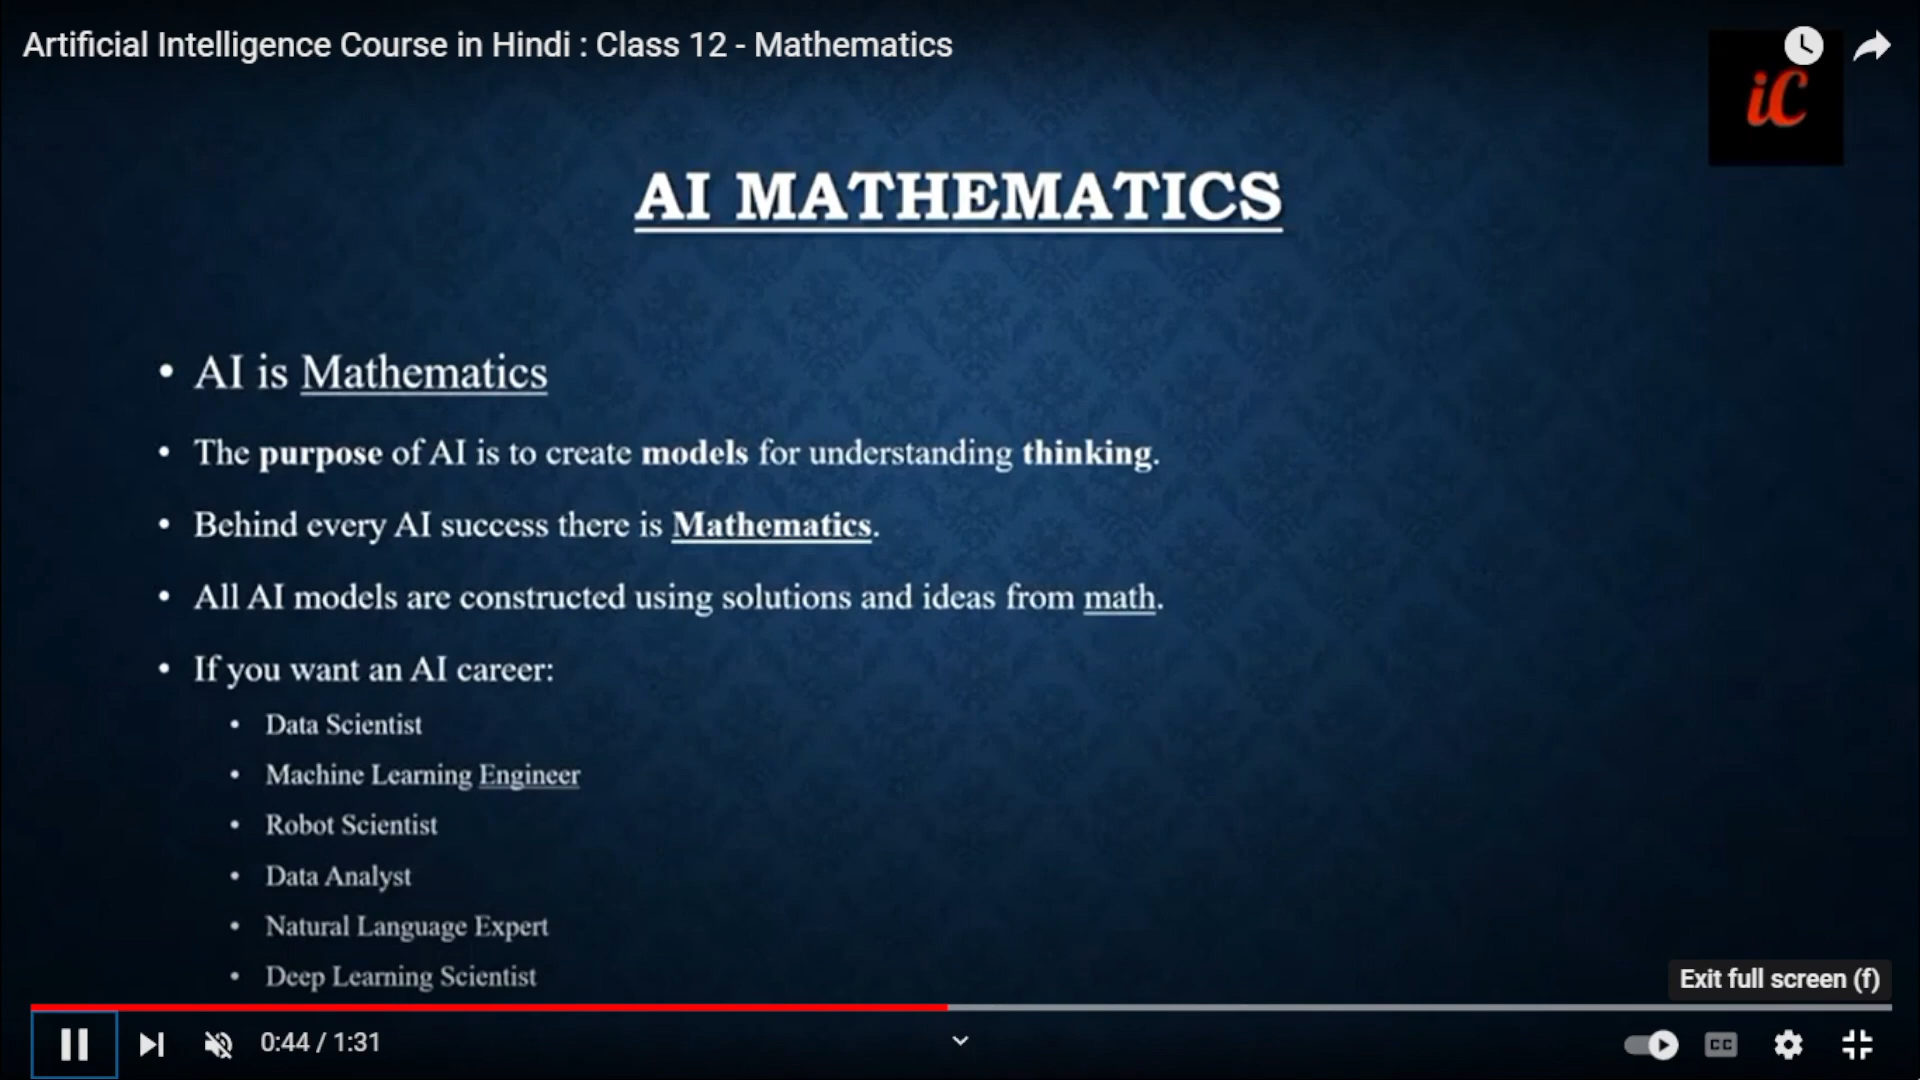 Artificial Intelligence Course in Hindi : Class 12 - Mathematics
iC
AI MATHEMATICS
• AI is Mathematics
• The purpose of AI is to create models for understanding thinking.
• Behind every AI success there is Mathematics.
• All AI models are constructed using solutions and ideas from math.
• If you want an AI career:
• Data Scientist
• Machine Learning Engineer
• Robot Scientist
• Data Analyst
• Natural Language Expert
• Deep Learning Scientist
Exit full screen (f)
0:44 / 1:31
CC